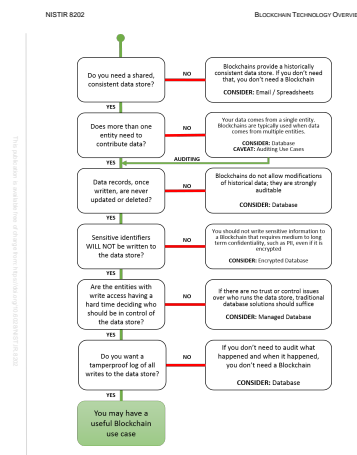 NISTIR 8202
BLOCKCHAIN TECHNOLOGY OVERVIE
Do you need a shared,
consistent data store?
NO
Blockchains provide a historically
consistent data store. If you don't need
that, you don't need a Blockchain
CONSIDER: Email / Spreadsheets
YES
Does more than one
entity need to
contribute data?
NO
Your data comes from a single entity.
Blockchains are typically used when data
comes from multiple entities.
CONSIDER: Database
CAVEAT: Auditing Use Cases
YES
AUDITING
Data records, once
written, are never
updated or deleted?
NO
Blockchains do not allow modifications
of historical data; they are strongly
auditable
CONSIDER: Database
YES
Sensitive identifiers
WILL NOT be written to
the data store?
NO
You should not write sensitive information to
a Blockchain that requires medium to long
term confidentiality, such as PII, even if it is
encrypted
CONSIDER: Encrypted Database
YES
Are the entities with
write access having a
hard time deciding who
should be in control of
the data store?
NO
If there are no trust or control issues
over who runs the data store, traditional
database solutions should suffice
CONSIDER: Managed Database
YES
Do you want a
tamperproof log of all
writes to the data store?
NO
If you don't need to audit what
happened and when it happened,
you don't need a Blockchain
CONSIDER: Database
YES
You may have a
useful Blockchain
use case
This publication is available free of charge from: